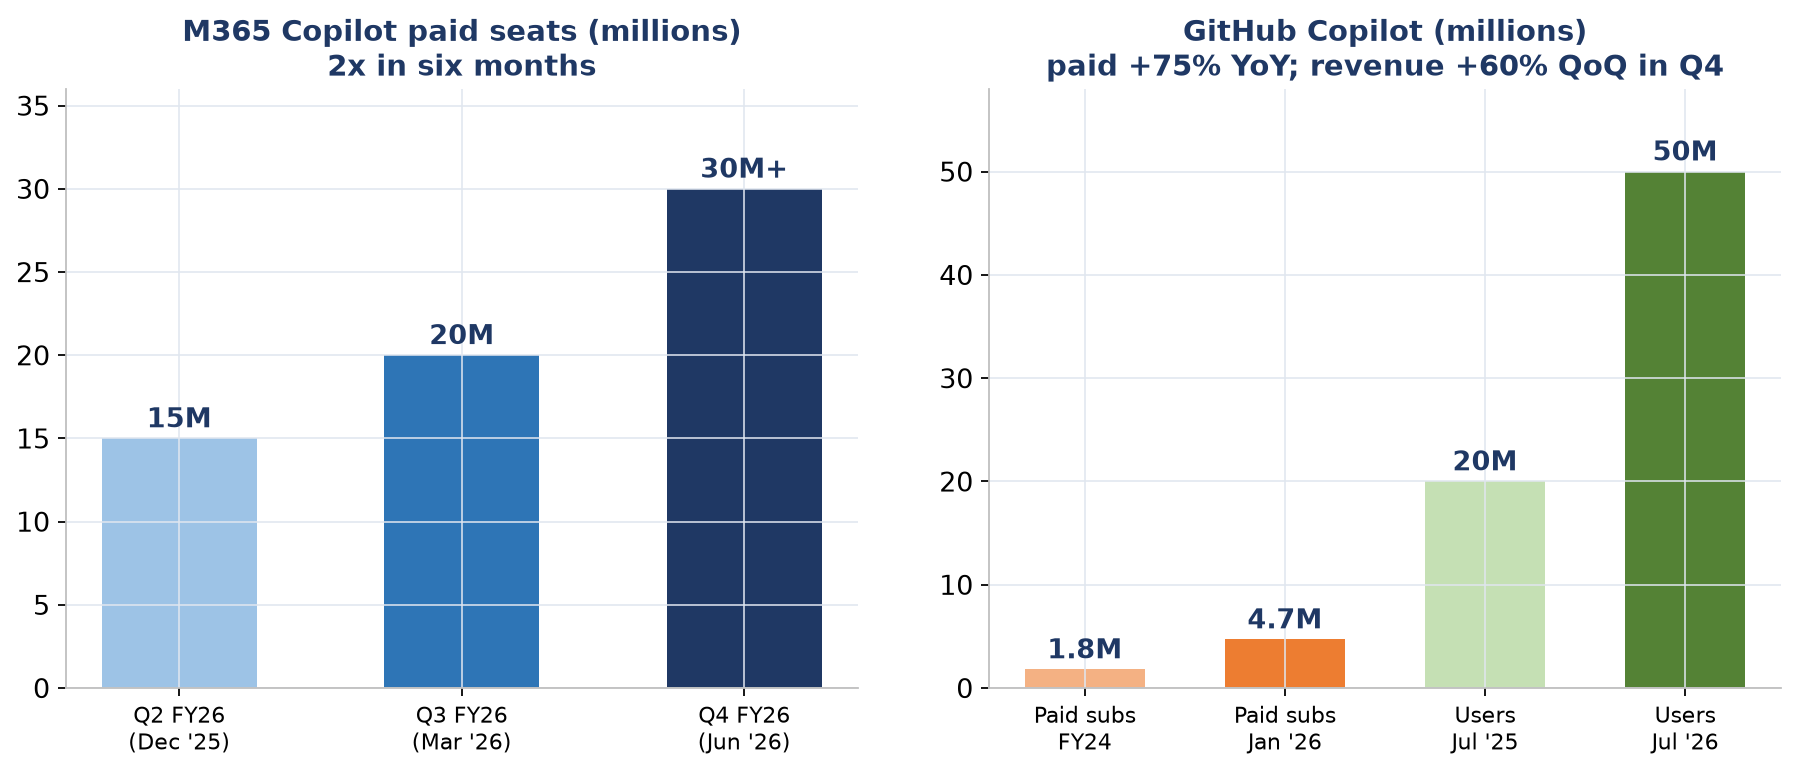 M365 Copilot paid seats (millions)
2x in six months
35
30
25
20
15
10
5
0
15M
20M
30M+
Q2 FY26
(Dec '25)
Q3 FY26
(Mar '26)
Q4 FY26
(Jun '26)
GitHub Copilot (millions)
paid +75% YoY; revenue +60% QoQ in Q4
50
40
30
20
10
0
1.8M
4.7M
20M
50M
Paid subs
FY24
Paid subs
Jan '26
Users
Jul '25
Users
Jul '26